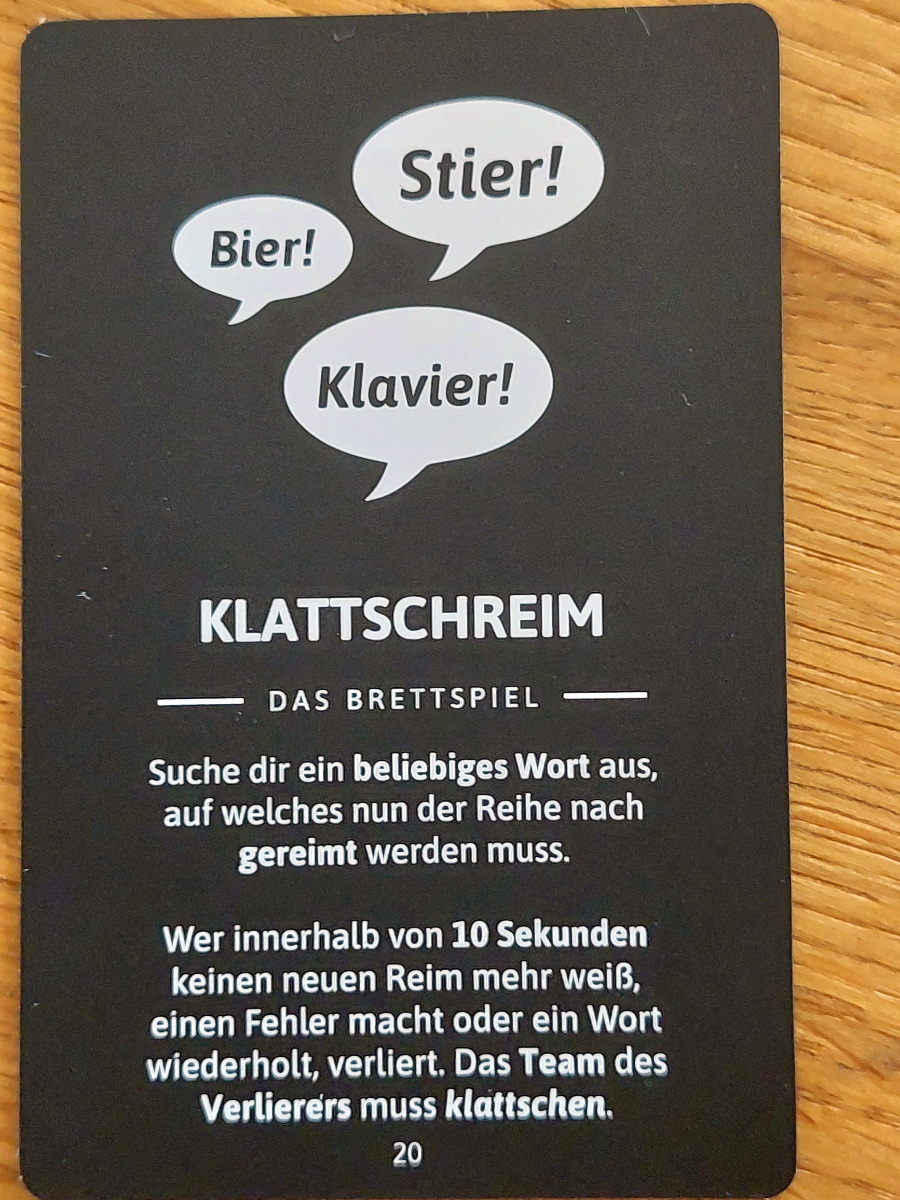 Stier!
Bier!
Klavier!
KLATTSCHREIM
DAS BRETTSPIEL
Suche dir ein beliebiges Wort aus,
auf welches nun der Reihe nach
gereimt werden muss.
Wer innerhalb von 10 Sekunden
keinen neuen Reim mehr weiß,
einen Fehler macht oder ein Wort
wiederholt, verliert. Das Team des
Verlierers muss klattschen.
20